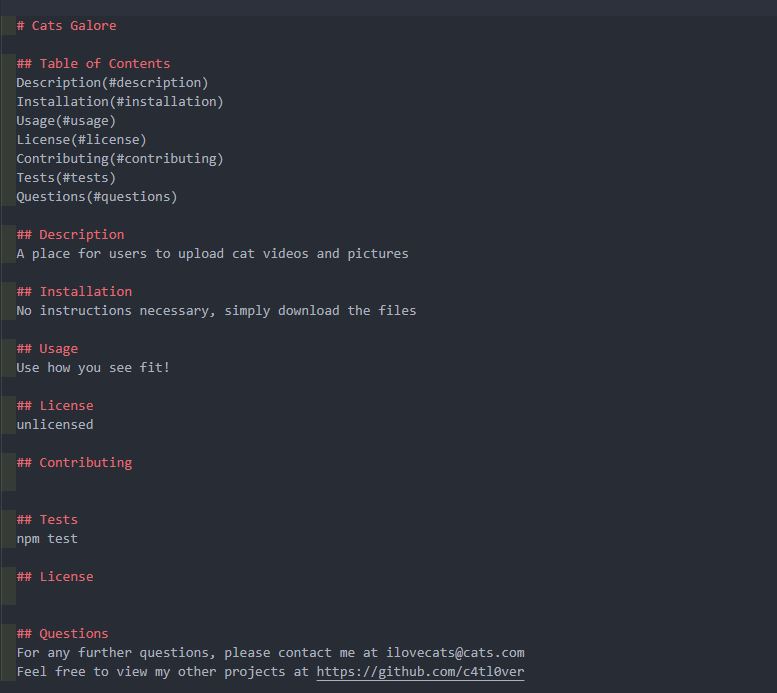 # Cats Galore
## Table of Contents
Description(#description)
Installation(#installation)
Usage(#usage)
License(#license)
Contributing(#contributing)
Tests(#tests)
Questions(#questions)
## Description
A place for users to upload cat videos and pictures
## Installation
No instructions necessary, simply download the files
## Usage
Use how you see fit!
## License
unlicensed
## Contributing
## Tests
npm test
## License
## Questions
For any further questions, please contact me at ilovecats@cats.com
Feel free to view my other projects at https://github.com/c4tl0ver